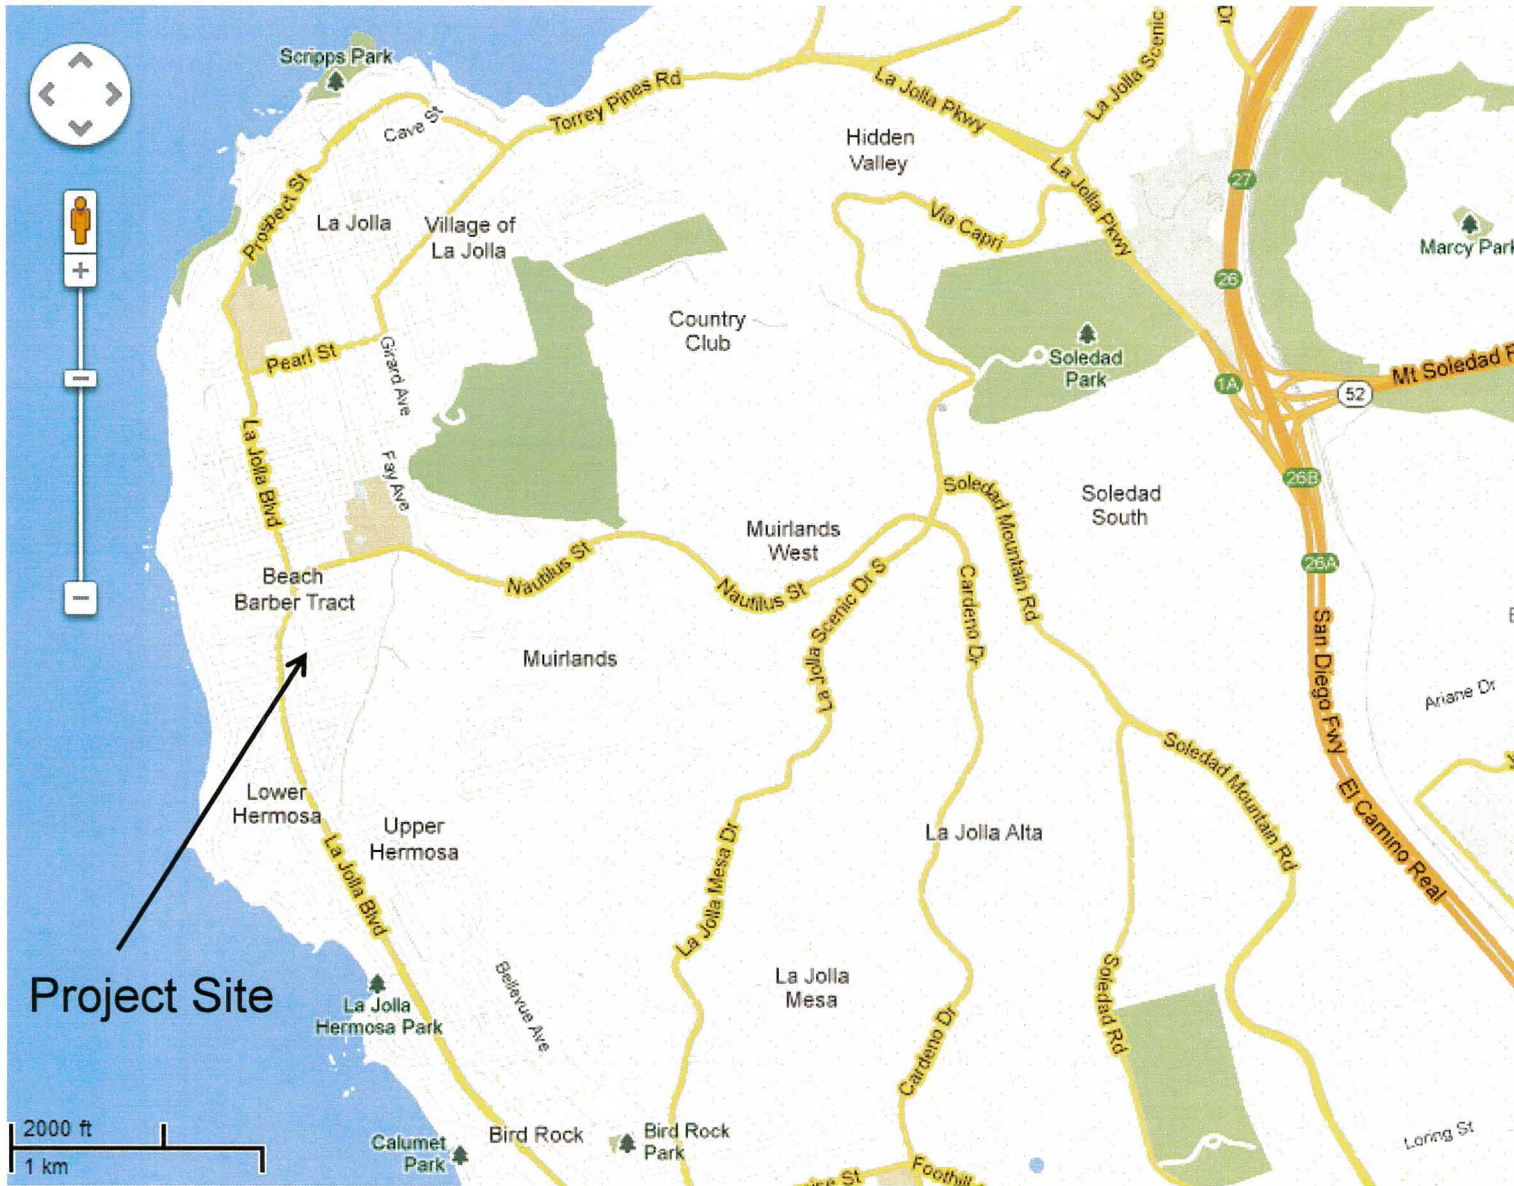 Scripps Park
Cave St
Torrey Pines Rd
La Jolla Pkwy
La Jolla Scenic
Dr
Hidden
Valley
27
La Jolla Pkwy
Prospect St
La Jolla
Village of
La Jolla
Via Capri
Marcy Park
26
Country
Club
Pearl St
Girard Ave
Soledad
Park
1A
52
Mt Soledad
La Jolla Blvd
Fay Ave
26B
Soledad Mountain Rd
Soledad
South
Muirlands
West
Nautilus St
Nautilus St
26A
Beach
Barber Tract
La Jolla Scenic Dr S
Cardeno Dr
San Diego Fwy
Muirlands
Ariane Dr
Soledad Mountain Rd
El Camino Real
Lower
Hermosa
Upper
Hermosa
La Jolla Blvd
La Jolla Mesa Dr
La Jolla Alta
Project Site
La Jolla
Hermosa Park
Bellevue Ave
La Jolla
Mesa
Cardeno Dr
Soledad Rd
2000 ft
1 km
Calumet
Park
Bird Rock
Bird Rock
Park
Foothill
Loring St